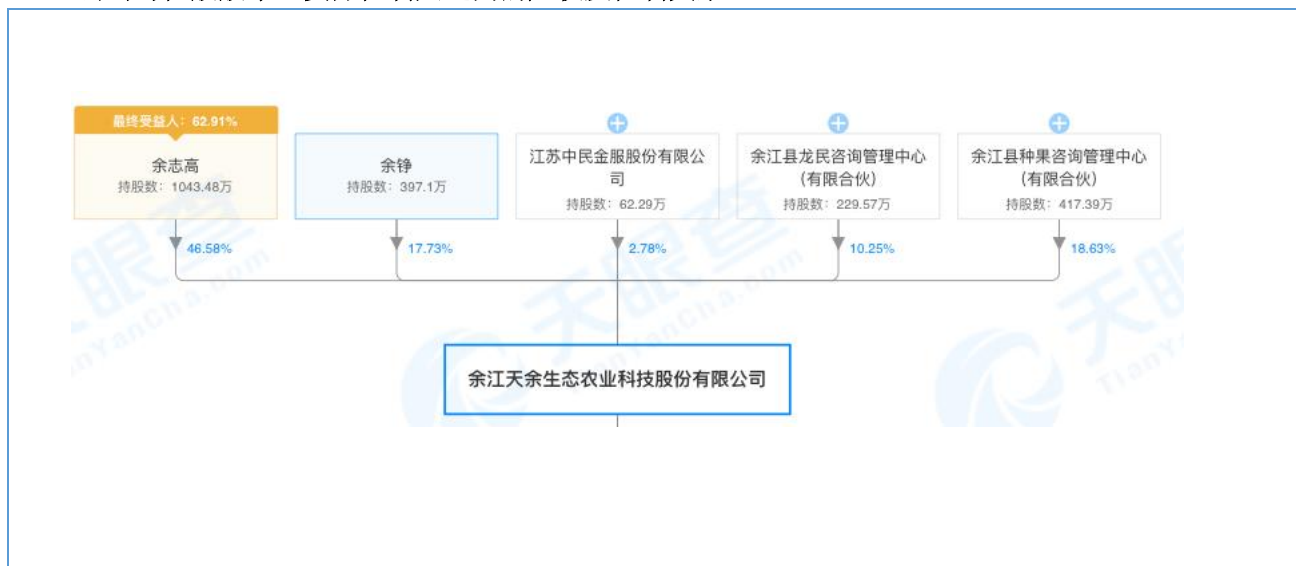 最终受益人：62.91%
余志高
持股数：1043.48万
余铮
持股数：397.1万
江苏中民金服股份有限公
司
持股数：62.29万
余江县龙民咨询管理中心
(有限合伙)
持股数：229.57万
余江县种果咨询管理中心
(有限合伙)
持股数：417.39万
46.58%
17.73%
2.78%
10.25%
18.63%
余江天余生态农业科技股份有限公司
天眼查
TianYanCha.com